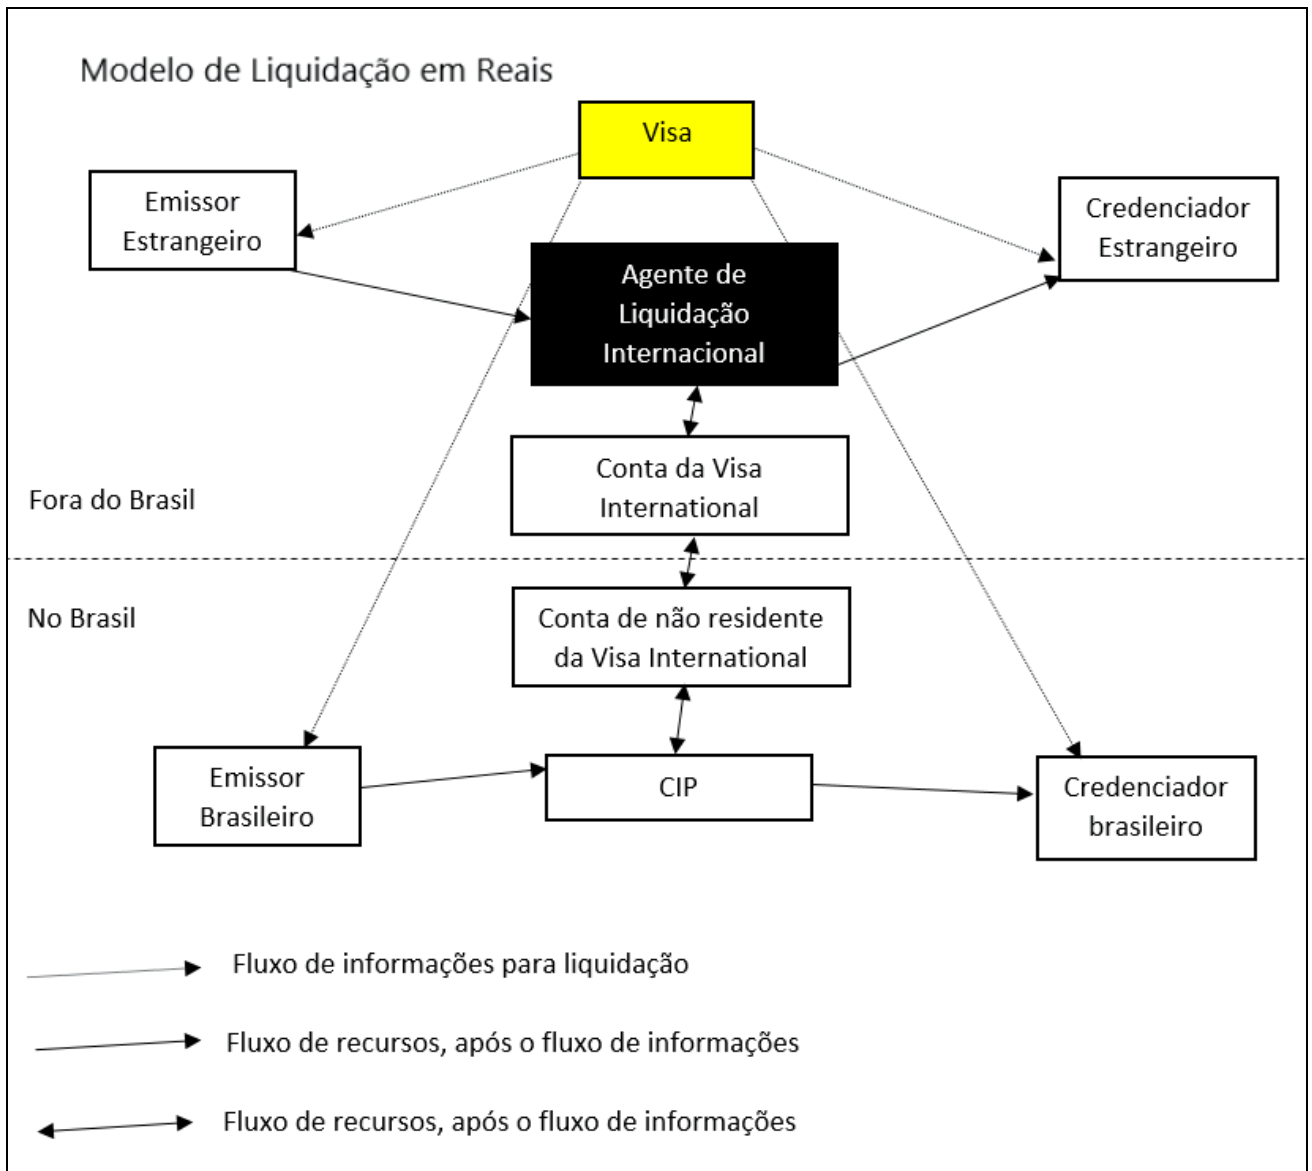 Modelo de Liquidação em Reais
Visa
Emissor
Estrangeiro
Credenciador
Estrangeiro
Agente de
Liquidação
Internacional
Conta da Visa
International
Fora do Brasil
No Brasil
Conta de não residente
da Visa International
Emissor
Brasileiro
CIP
Credenciador
brasileiro
Fluxo de informações para liquidação
Fluxo de recursos, após o fluxo de informações
Fluxo de recursos, após o fluxo de informações